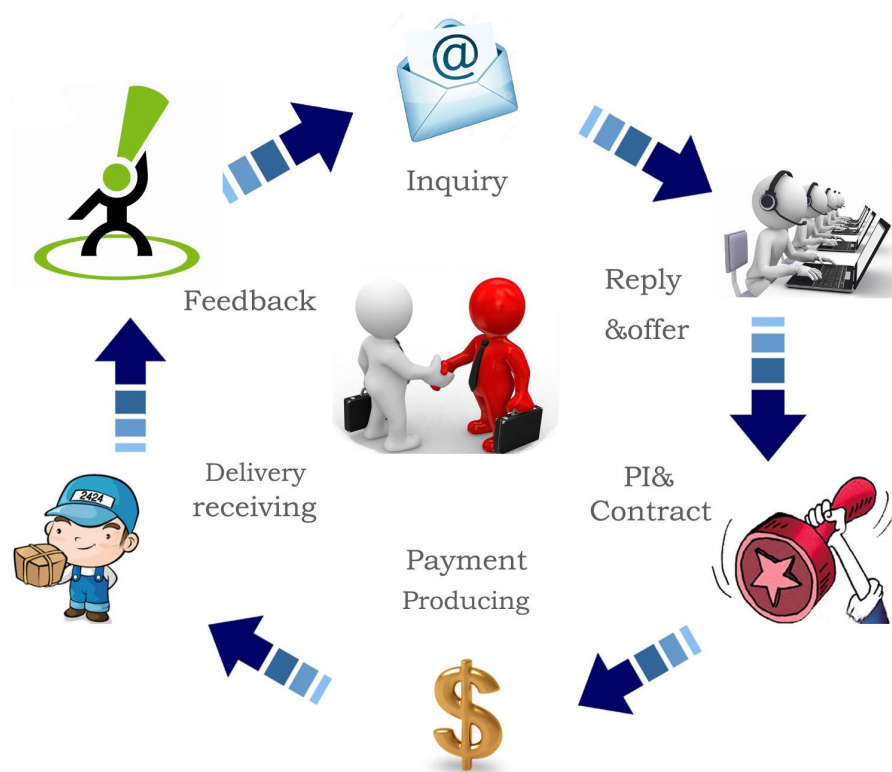 @
Inquiry
Reply
&offer
PI&
Contract
Payment
Producing
$
Delivery
receiving
2424
Feedback